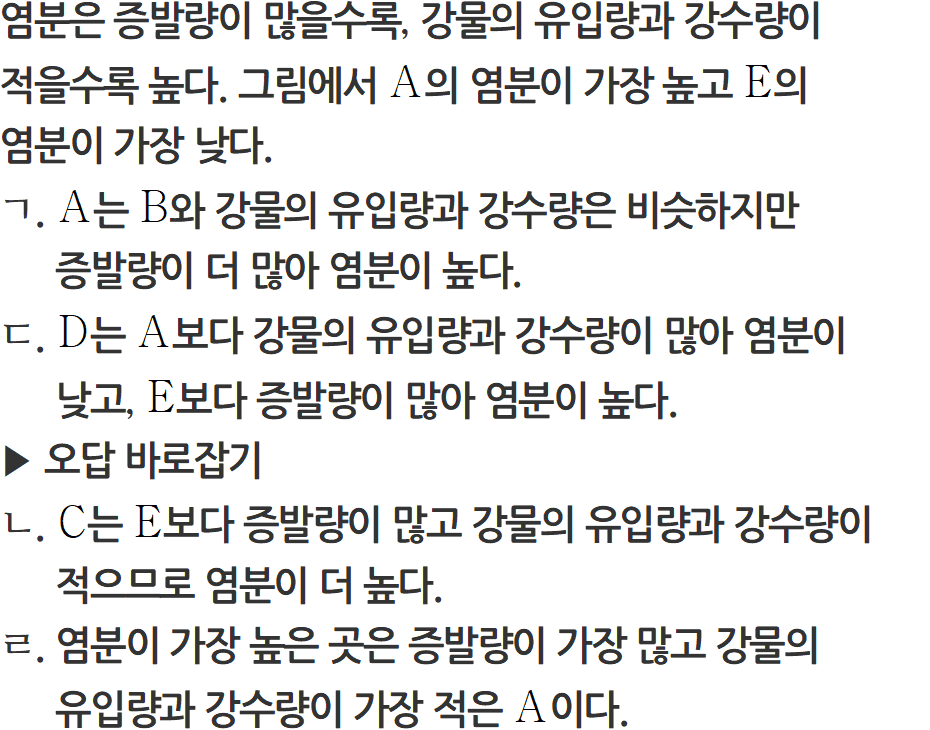 염분은 증발량이 많을수록, 강물의 유입량과 강수량이
적을수록 높다. 그림에서 A의 염분이 가장 높고 E의
염분이 가장 낮다.
ㄱ. A는 B와 강물의 유입량과 강수량은 비슷하지만
증발량이 더 많아 염분이 높다.
ㄷ. D는 A보다 강물의 유입량과 강수량이 많아 염분이
낮고, E보다 증발량이 많아 염분이 높다.
▶ 오답 바로잡기
ㄴ. C는 E보다 증발량이 많고 강물의 유입량과 강수량이
적으므로 염분이 더 높다.
ㄹ. 염분이 가장 높은 곳은 증발량이 가장 많고 강물의
유입량과 강수량이 가장 적은 A이다.